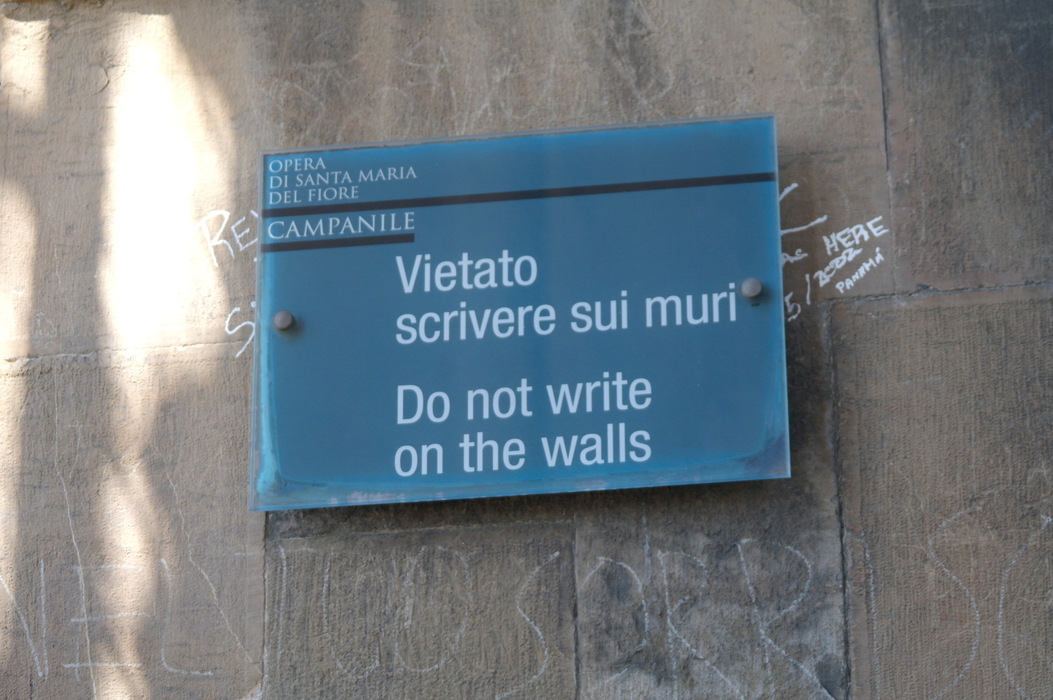 OPERA
DI SANTA MARIA
DEL FIORE
CAMPANILE
Vietato
scrivere sui muri
Do not write
on the walls
HERE
2002
PANAMÁ